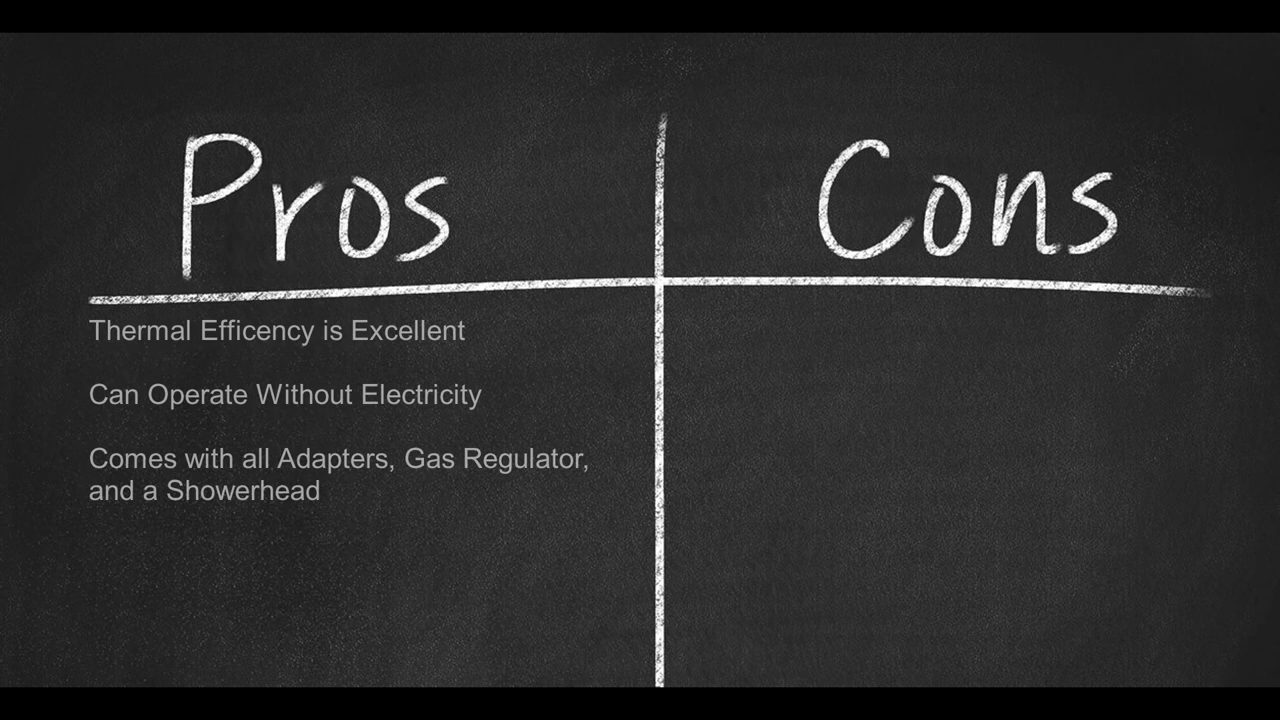 Pros
Cons
Thermal Efficency is Excellent
Can Operate Without Electricity
Comes with all Adapters, Gas Regulator,
and a Showerhead